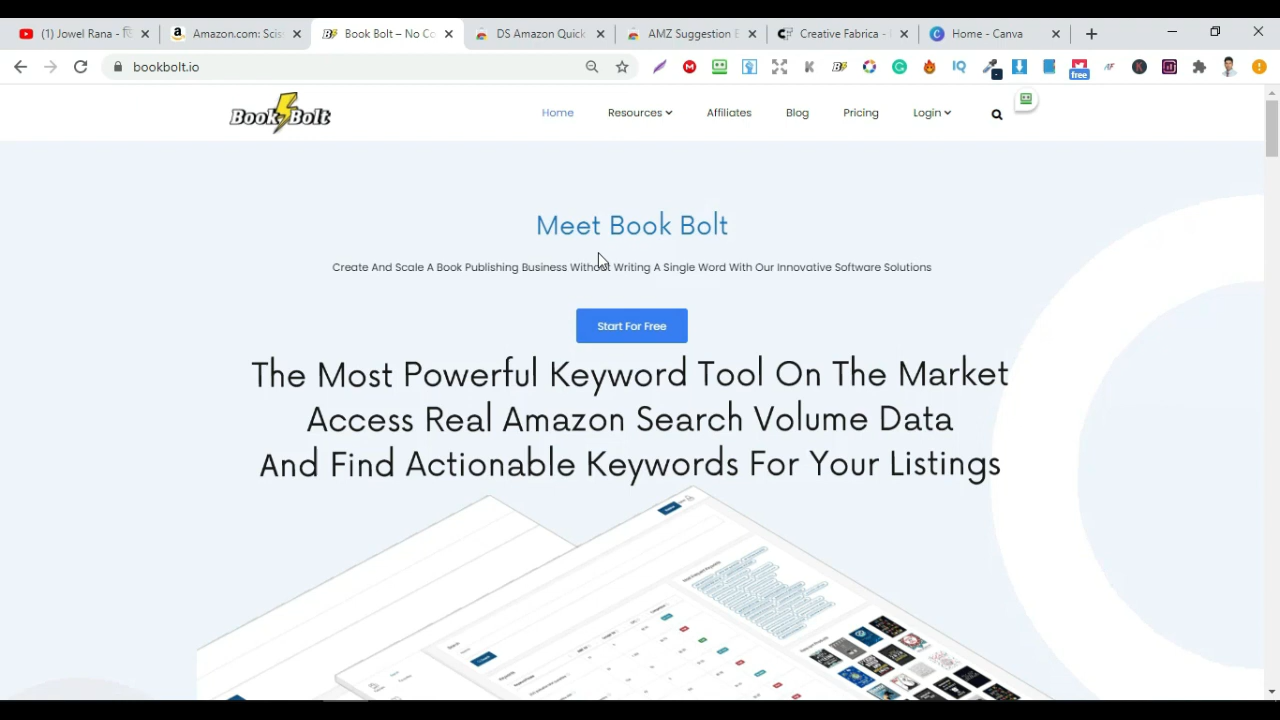 (1) Jowel Rana -
Amazon.com: Scis
Book Bolt – No Co
DS Amazon Quick
AMZ Suggestion E
Creative Fabrica -
Home - Canva
bookbolt.io
free
Book Bolt
Home
Resources
Affiliates
Blog
Pricing
Login
Meet Book Bolt
Create And Scale A Book Publishing Business Without Writing A Single Word With Our Innovative Software Solutions
Start For Free
The Most Powerful Keyword Tool On The Market
Access Real Amazon Search Volume Data
And Find Actionable Keywords For Your Listings